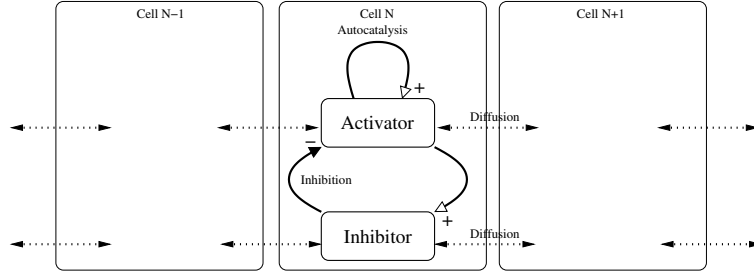 Cell N−1
Cell N
Cell N+1
Autocatalysis
+
Activator
Diffusion
−
Inhibition
+
Inhibitor
Diffusion